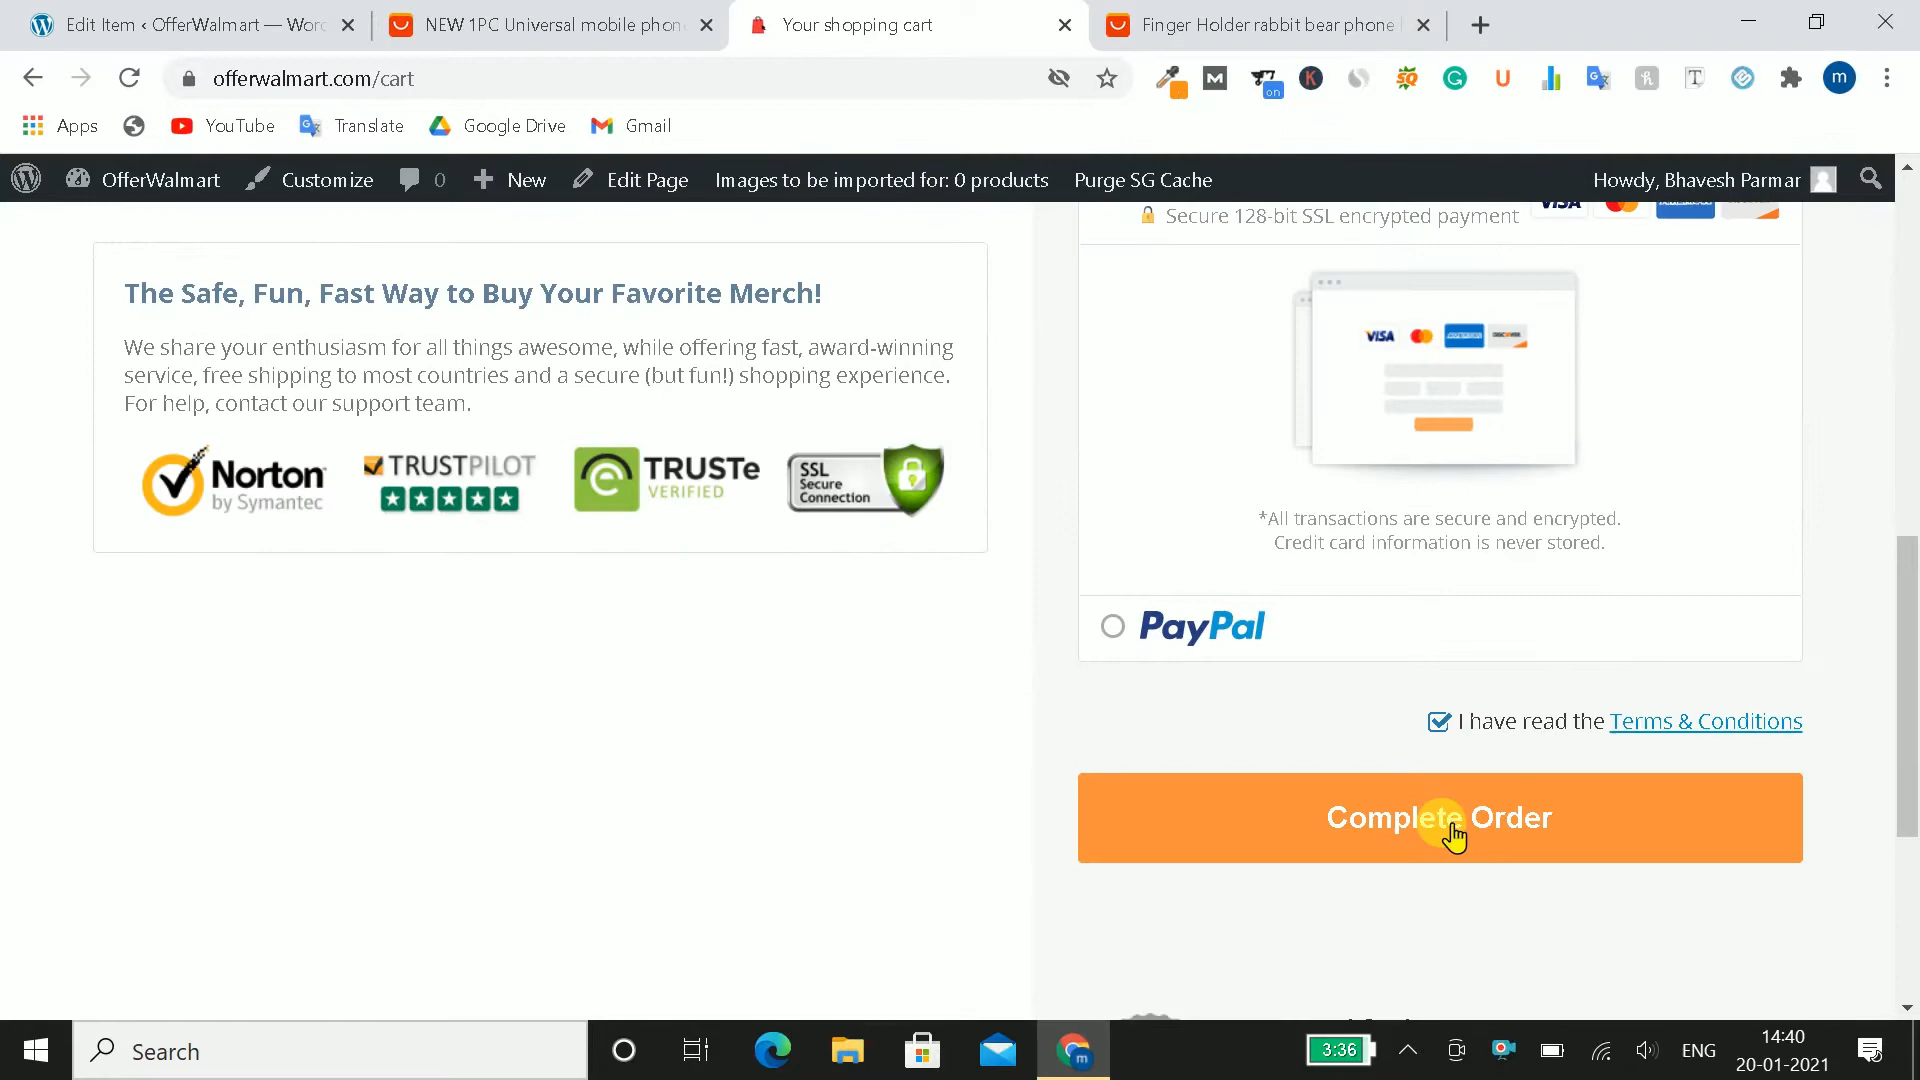 Edit Item ‹ OfferWalmart — Word
NEW 1PC Universal mobile phon
Your shopping cart
Finger Holder rabbit bear phone
offerwalmart.com/cart
on
m
Apps
YouTube
Translate
Google Drive
Gmail
OfferWalmart
Customize
0
New
Edit Page
Images to be imported for: 0 products
Purge SG Cache
Howdy, Bhavesh Parmar
Secure 128-bit SSL encrypted payment
VISA
The Safe, Fun, Fast Way to Buy Your Favorite Merch!
We share your enthusiasm for all things awesome, while offering fast, award-winning
service, free shipping to most countries and a secure (but fun!) shopping experience.
For help, contact our support team.
Norton
by Symantec
TRUSTPILOT
TRUSTe
VERIFIED
SSL
Secure
Connection
VISA
DISCOVER
*All transactions are secure and encrypted.
Credit card information is never stored.
PayPal
I have read the Terms & Conditions
Complete Order
Search
3:36
ENG
14:40
20-01-2021